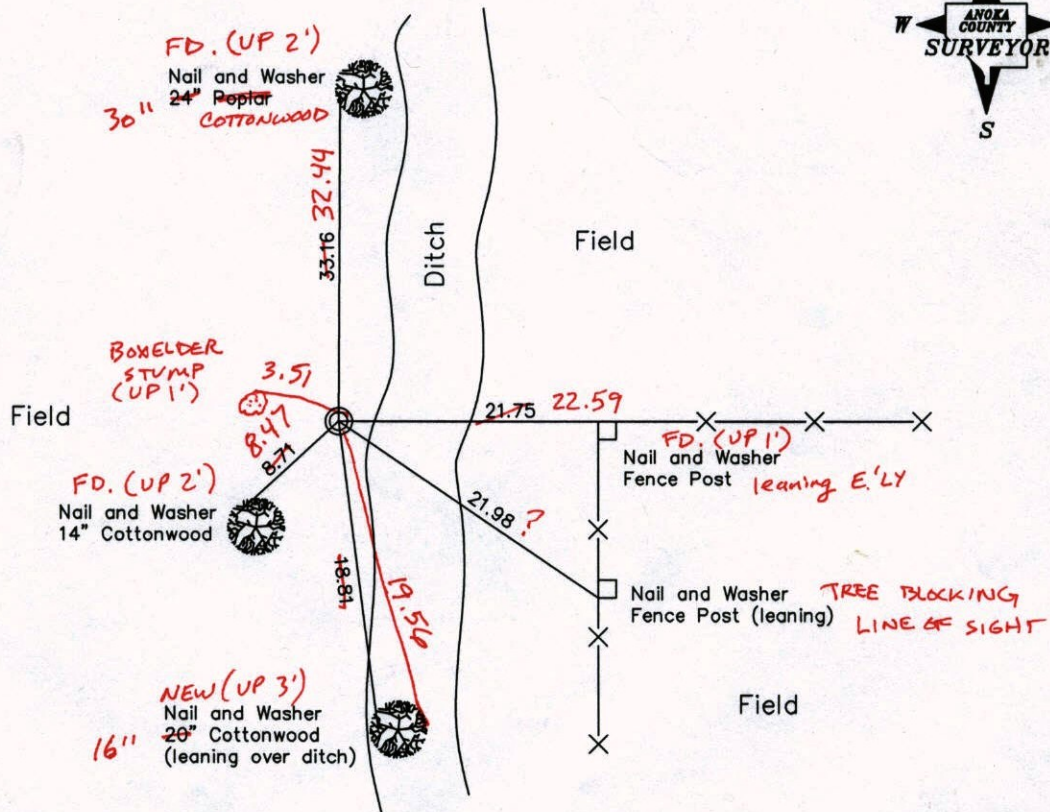 W
ANOKA
COUNTY
SURVEYOR
S
FD. (UP 2')
Nail and Washer
24" Poplar
30" COTTONWOOD
32.44
33.16
Ditch
Field
BOXELDER
STUMP
(UP 1')
3.51
Field
8.47
8.71
21.75 22.59
FD. (UP 1')
Nail and Washer
Fence Post leaning E.'LY
FD. (UP 2')
Nail and Washer
14" Cottonwood
21.98 ?
18.81
19.56
Nail and Washer TREE BLOCKING
Fence Post (leaning) LINE OF SIGHT
NEW (UP 3')
Nail and Washer
16" 20" Cottonwood
(leaning over ditch)
Field